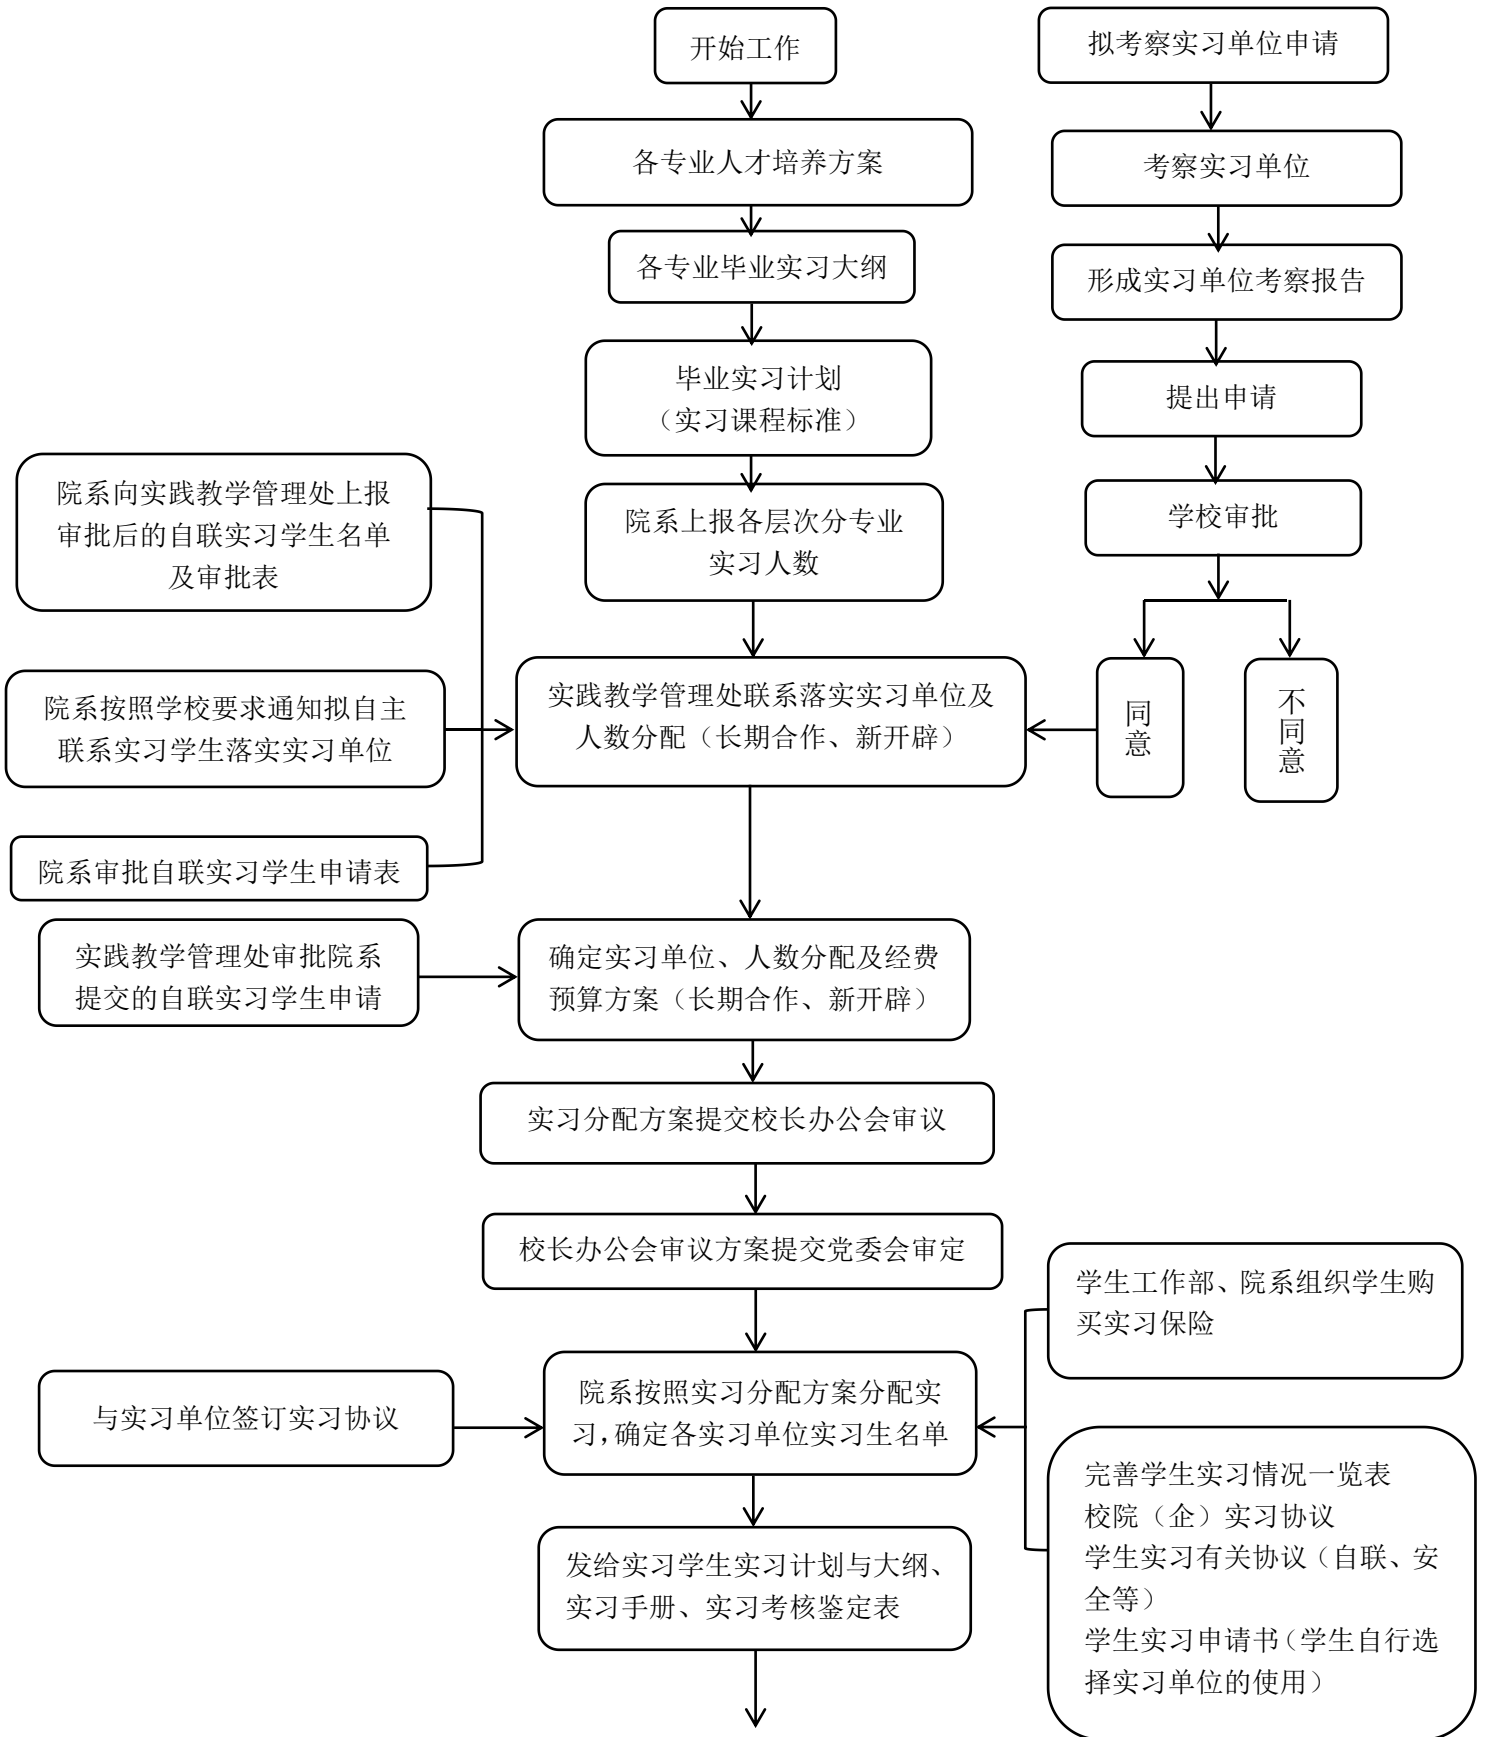 开始工作
各专业人才培养方案
各专业毕业实习大纲
毕业实习计划
（实习课程标准）
院系上报各层次分专业
实习人数
拟考察实习单位申请
考察实习单位
形成实习单位考察报告
提出申请
学校审批
同意
不同意
院系向实践教学管理处上报
审批后的自联实习学生名单
及审批表
院系按照学校要求通知拟自主
联系实习学生落实实习单位
院系审批自联实习学生申请表
实践教学管理处联系落实实习单位及
人数分配（长期合作、新开辟）
实践教学管理处审批院系
提交的自联实习学生申请
确定实习单位、人数分配及经费
预算方案（长期合作、新开辟）
实习分配方案提交校长办公会审议
校长办公会审议方案提交党委会审定
与实习单位签订实习协议
院系按照实习分配方案分配实
习,确定各实习单位实习生名单
学生工作部、院系组织学生购
买实习保险
完善学生实习情况一览表
校院（企）实习协议
学生实习有关协议（自联、安
全等）
学生实习申请书（学生自行选
择实习单位的使用）
发给实习学生实习计划与大纲、
实习手册、实习考核鉴定表